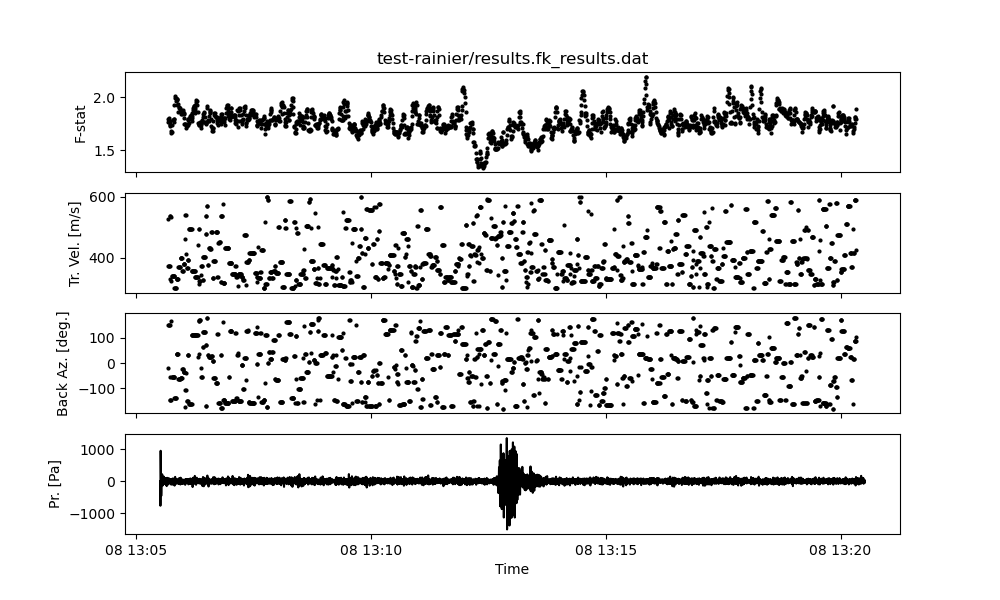 test-rainier/results.fk_results.dat
F-stat
2.0
1.5
Tr. Vel. [m/s]
600
400
Back Az. [deg.]
100
0
−100
Pr. [Pa]
1000
0
−1000
08 13:05 08 13:10 08 13:15 08 13:20
Time